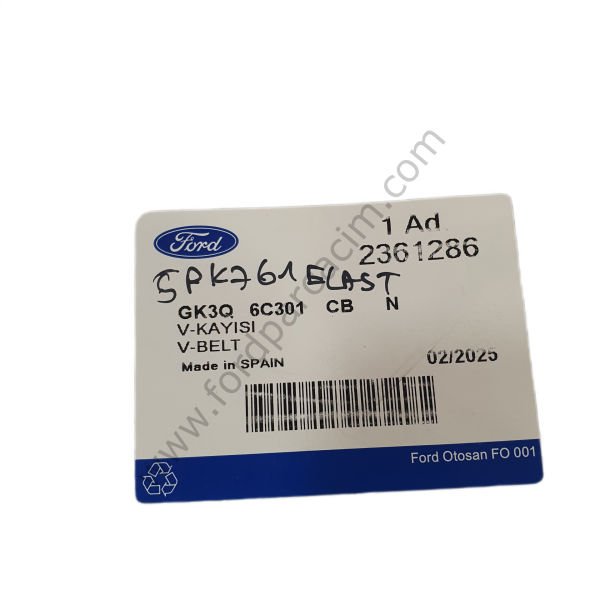 Ford
1 Ad.
2361286
5PK761 ELAST
GK3Q 6C301 CB N
V-KAYISI
V-BELT
Made in SPAIN
02/2025
Ford Otosan FO 001
www.fordparcacim.com